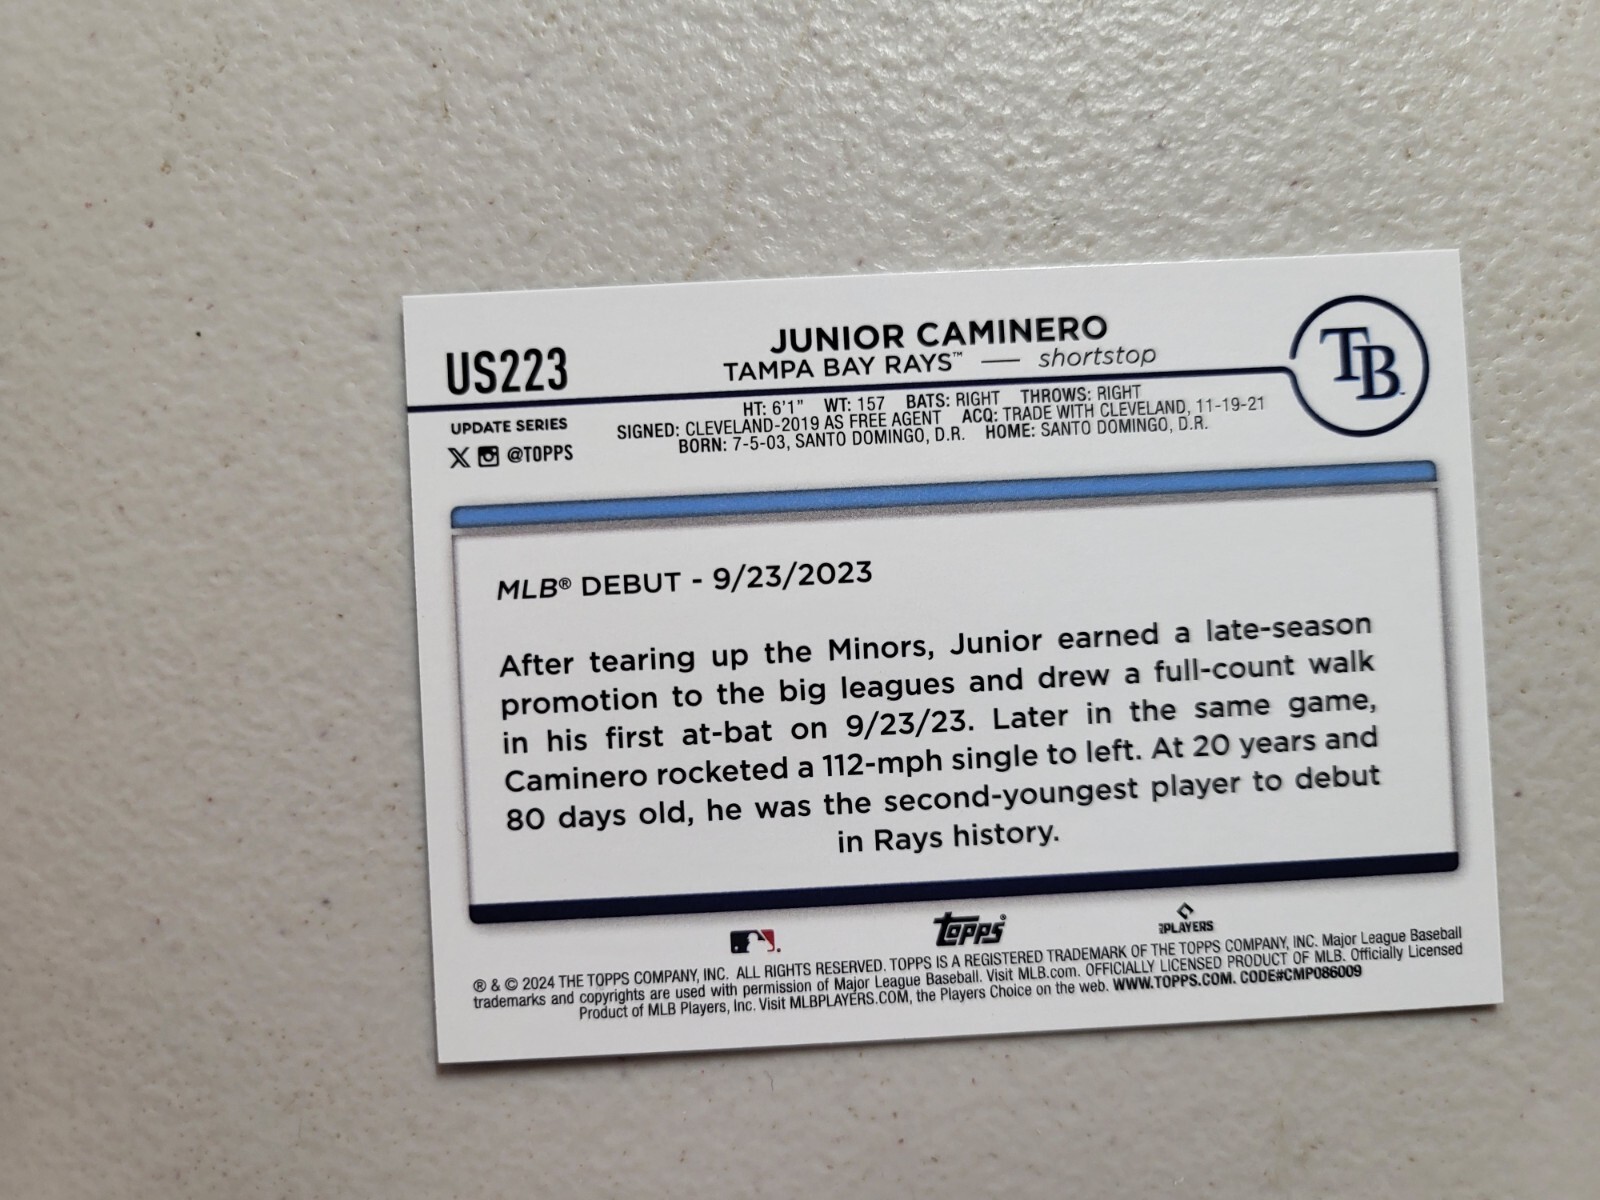 US223
JUNIOR CAMINERO
TAMPA BAY RAYS™ — shortstop
TB
UPDATE SERIES
@TOPPS
HT: 6'1" WT: 157 BATS: RIGHT THROWS: RIGHT
SIGNED: CLEVELAND-2019 AS FREE AGENT ACQ: TRADE WITH CLEVELAND, 11-19-21
BORN: 7-5-03, SANTO DOMINGO, D.R. HOME: SANTO DOMINGO, D.R.
MLB® DEBUT - 9/23/2023
After tearing up the Minors, Junior earned a late-season
promotion to the big leagues and drew a full-count walk
in his first at-bat on 9/23/23. Later in the same game,
Caminero rocketed a 112-mph single to left. At 20 years and
80 days old, he was the second-youngest player to debut
in Rays history.
Topps®
PLAYERS
® & © 2024 THE TOPPS COMPANY, INC. ALL RIGHTS RESERVED. TOPPS IS A REGISTERED TRADEMARK OF THE TOPPS COMPANY, INC. Major League Baseball
trademarks and copyrights are used with permission of Major League Baseball. Visit MLB.com. OFFICIALLY LICENSED PRODUCT OF MLB. Officially Licensed
Product of MLB Players, Inc. Visit MLBPLAYERS.COM, the Players Choice on the web. WWW.TOPPS.COM. CODE#CMP086009